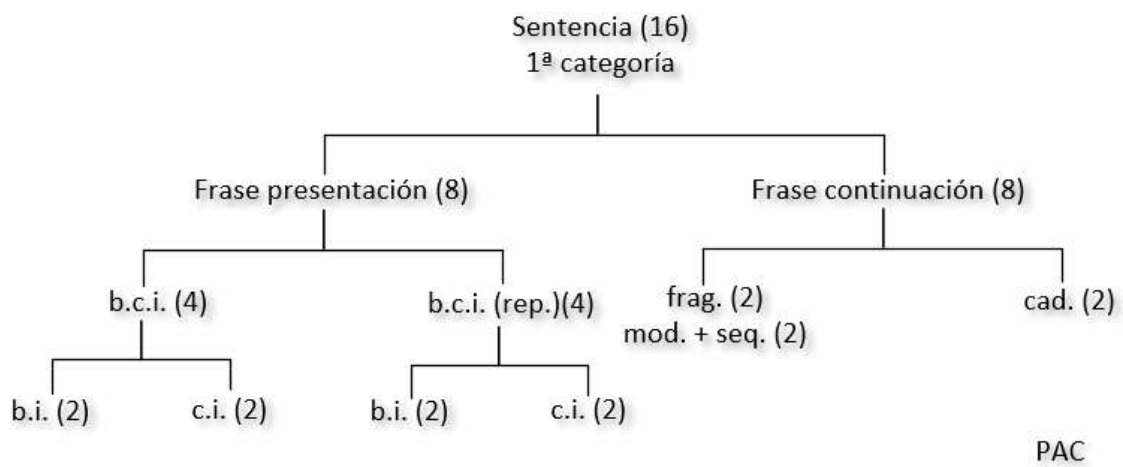 Sentencia (16)
1ª categoría
Frase presentación (8)
Frase continuación (8)
b.c.i. (4)
b.c.i. (rep.)(4)
frag. (2)
mod. + seq. (2)
cad. (2)
b.i. (2)
c.i. (2)
b.i. (2)
c.i. (2)
PAC